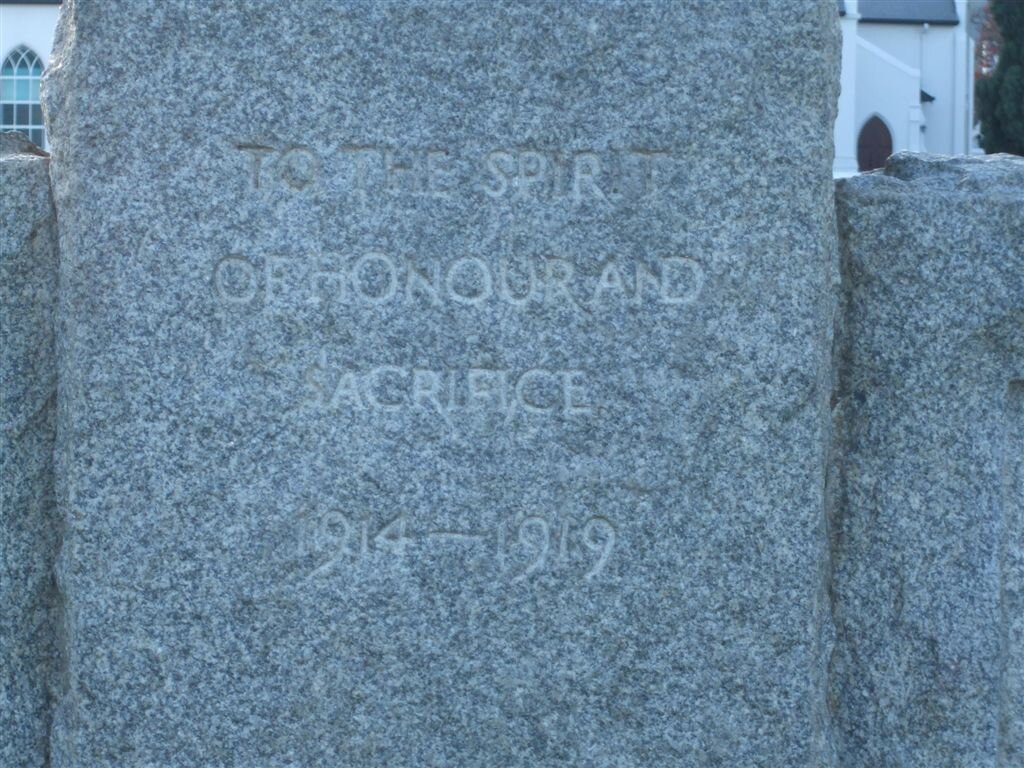 TO THE SPIRIT
OF HONOUR AND
SACRIFICE
1914—1919